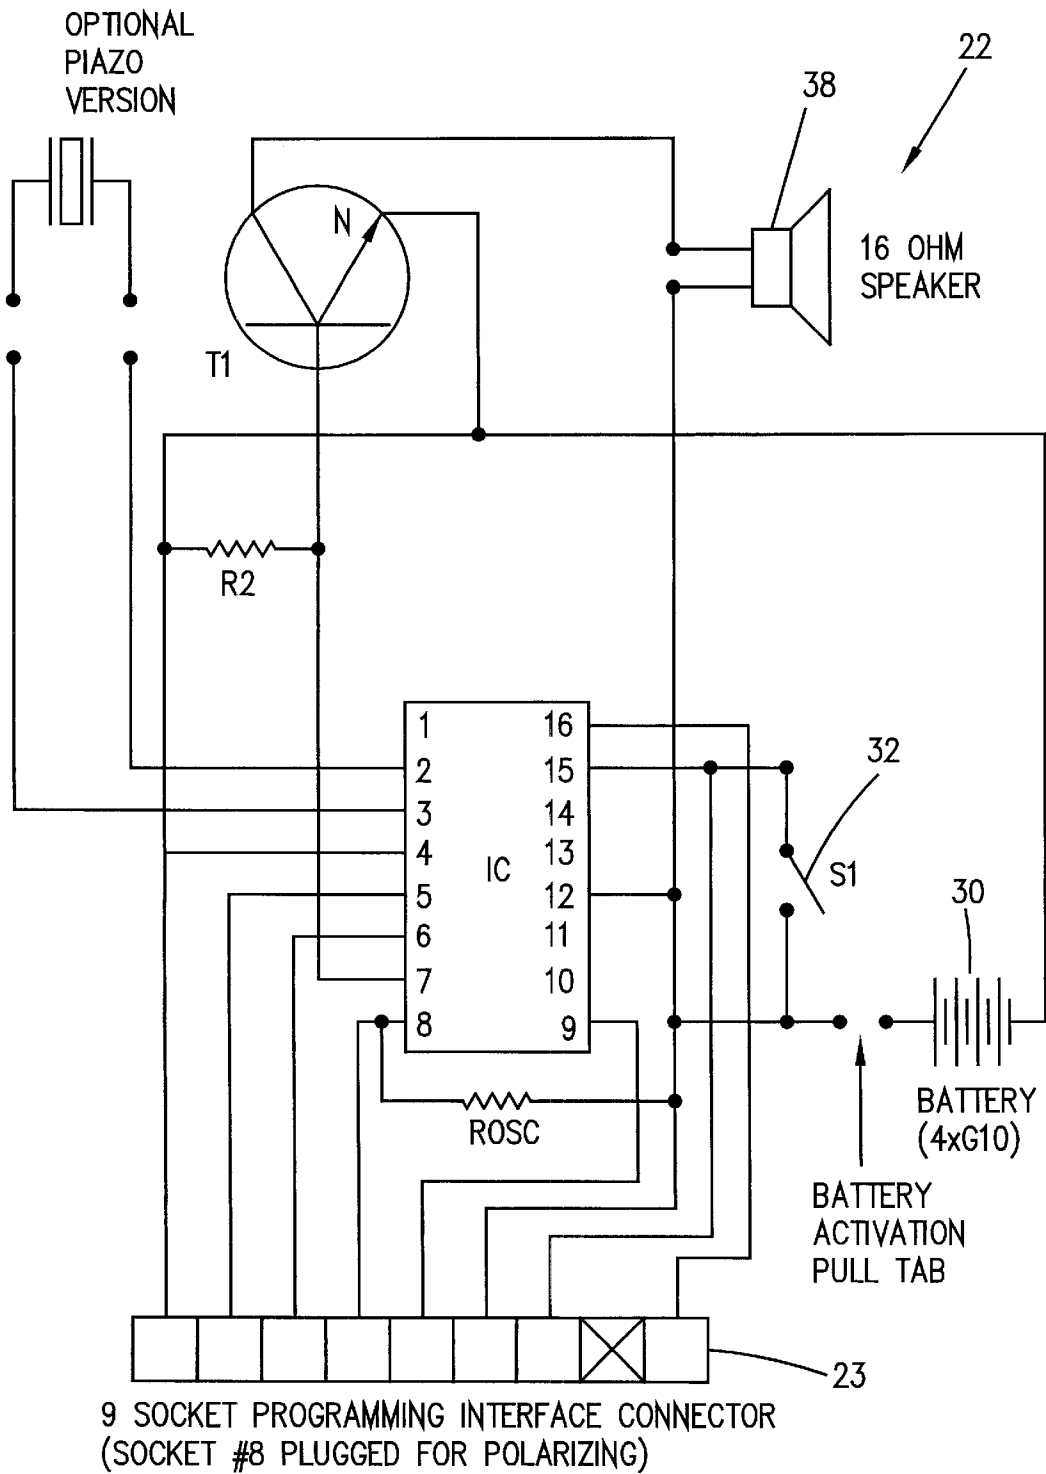 OPTIONAL
PIAZO
VERSION
22
38
N
16 OHM
SPEAKER
T1
R2
1
16
2
15
3
14
4
13
5
12
6
11
7
10
8
9
IC
32
S1
30
ROSC
BATTERY
(4xG10)
BATTERY
ACTIVATION
PULL TAB
23
9 SOCKET PROGRAMMING INTERFACE CONNECTOR
(SOCKET #8 PLUGGED FOR POLARIZING)